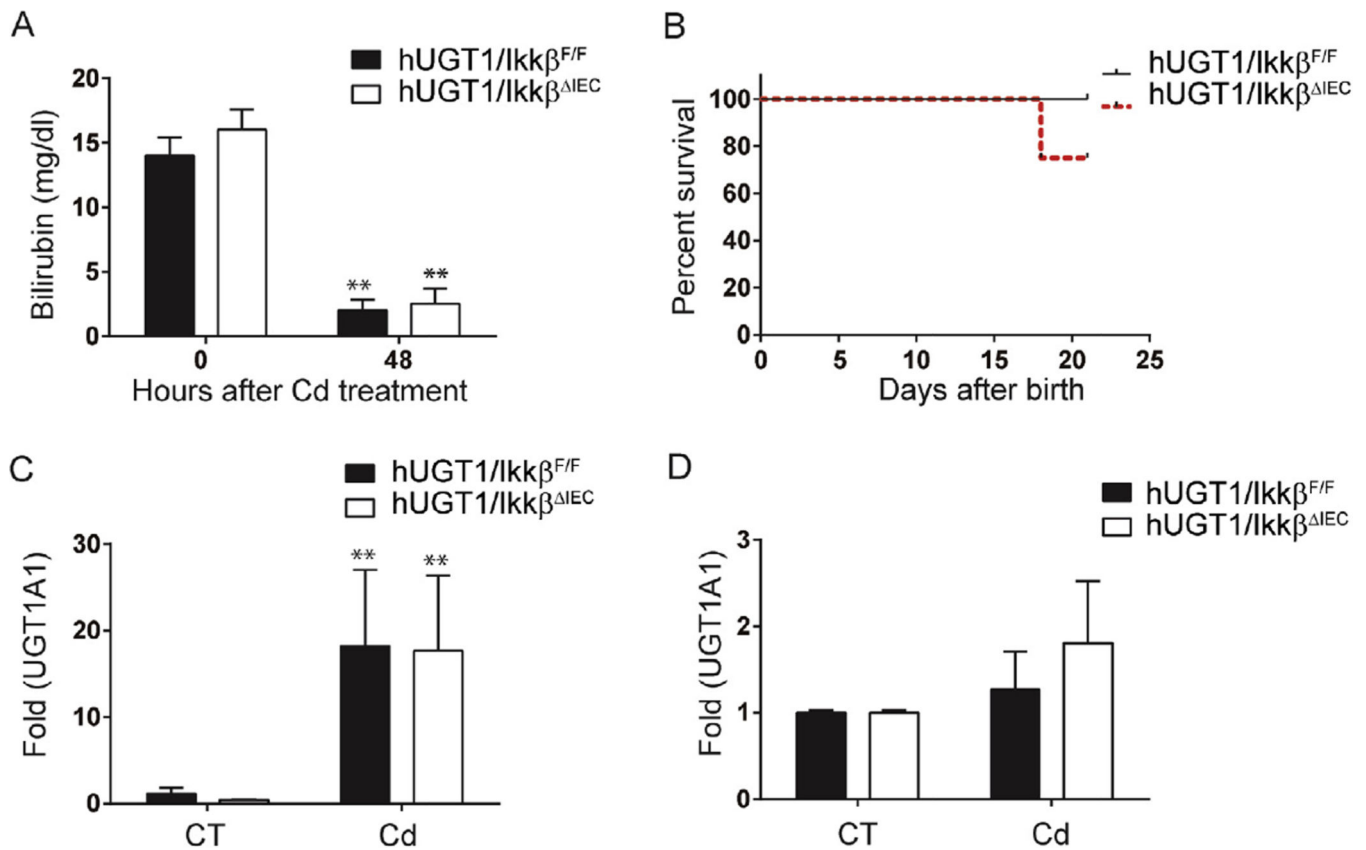 A
hUGT1/Ikkβ^F/F
hUGT1/Ikkβ^ΔIEC
20
15
10
5
0
Bilirubin (mg/dl)
** **
0 48
Hours after Cd treatment
B
hUGT1/Ikkβ^F/F
hUGT1/Ikkβ^ΔIEC
100
80
60
40
20
0
Percent survival
0 5 10 15 20 25
Days after birth
C
hUGT1/Ikkβ^F/F
hUGT1/Ikkβ^ΔIEC
30
20
10
0
Fold (UGT1A1)
** **
CT Cd
D
hUGT1/Ikkβ^F/F
hUGT1/Ikkβ^ΔIEC
3
2
1
0
Fold (UGT1A1)
CT Cd